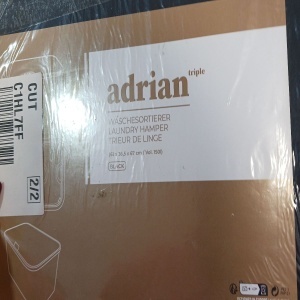 adrian triple
WÄSCHESORTIERER
LAUNDRY HAMPER
TRIEUR DE LINGE
CUT
C1HL7FF
2/2